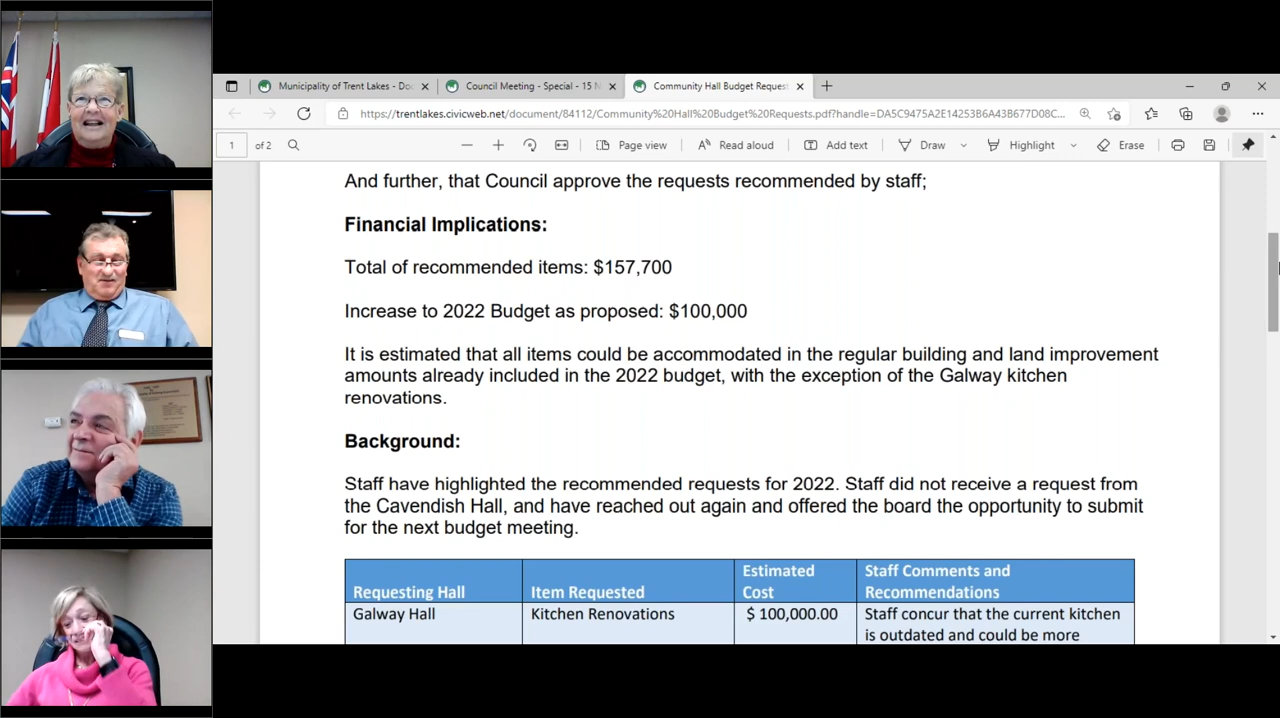 Municipality of Trent Lakes - Doc
Council Meeting - Special - 15 N
Community Hall Budget Request
https://trentlakes.civicweb.net/document/84112/Community%20Hall%20Budget%20Requests.pdf?handle=DA5C9475A2E14253B6A43B677D08C...
1 of 2
Page view
Read aloud
Add text
Draw
Highlight
Erase
And further, that Council approve the requests recommended by staff;
Financial Implications:
Total of recommended items: $157,700
Increase to 2022 Budget as proposed: $100,000
It is estimated that all items could be accommodated in the regular building and land improvement
amounts already included in the 2022 budget, with the exception of the Galway kitchen
renovations.
Background:
Staff have highlighted the recommended requests for 2022. Staff did not receive a request from
the Cavendish Hall, and have reached out again and offered the board the opportunity to submit
for the next budget meeting.
Requesting Hall
Item Requested
Estimated
Cost
Staff Comments and
Recommendations
Galway Hall
Kitchen Renovations
$ 100,000.00
Staff concur that the current kitchen
is outdated and could be more